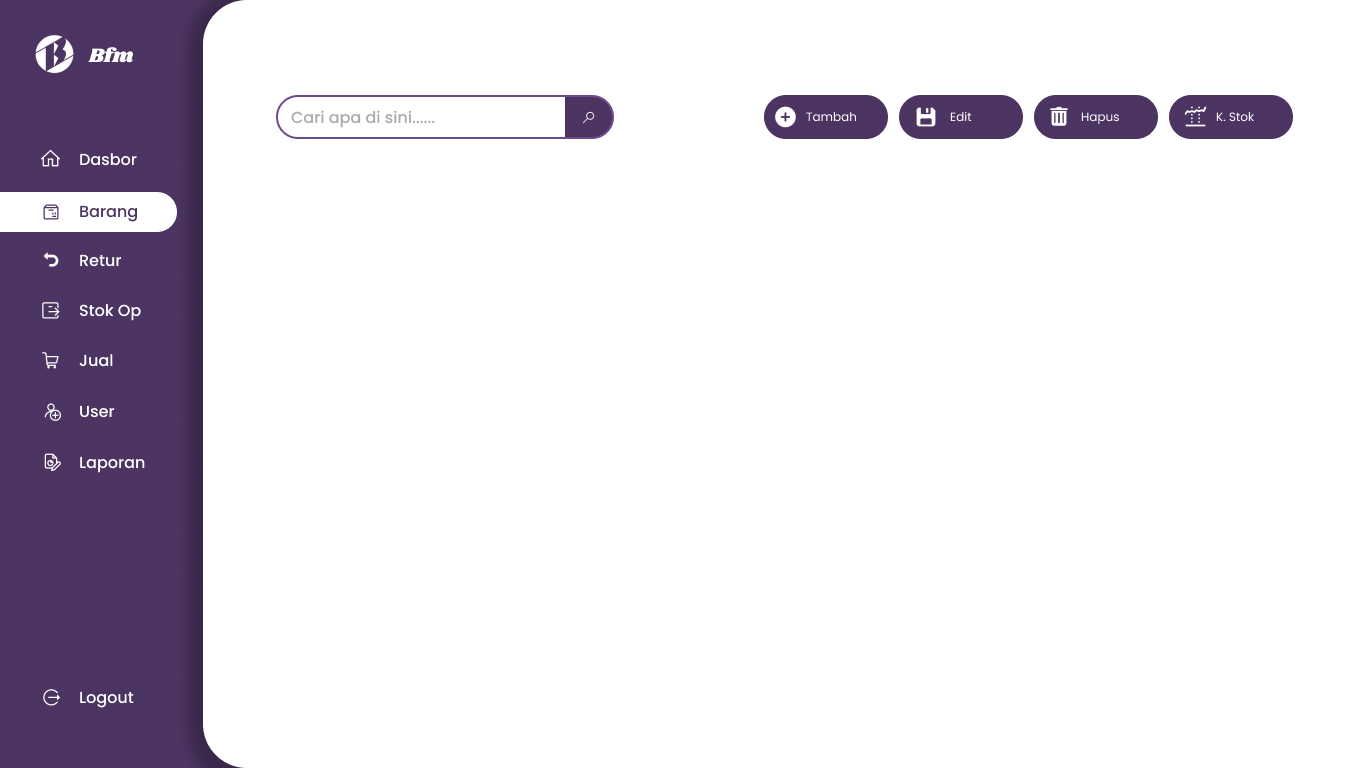 Bfm
Dasbor
Barang
Retur
Stok Op
Jual
User
Laporan
Logout
Cari apa di sini......
Tambah
Edit
Hapus
K. Stok